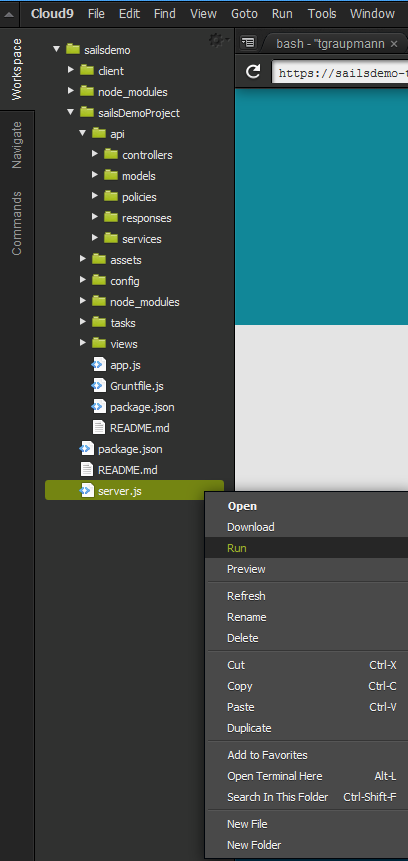 Cloud9 File Edit Find View Goto Run Tools Window
Workspace
Navigate
Commands
sailsdemo
client
node_modules
sailsDemoProject
api
controllers
models
policies
responses
services
assets
config
node_modules
tasks
views
app.js
Gruntfile.js
package.json
README.md
package.json
README.md
server.js
bash - "tgraupmann
https://sailsdemo-t
Open
Download
Run
Preview
Refresh
Rename
Delete
Cut Ctrl-X
Copy Ctrl-C
Paste Ctrl-V
Duplicate
Add to Favorites
Open Terminal Here Alt-L
Search In This Folder Ctrl-Shift-F
New File
New Folder